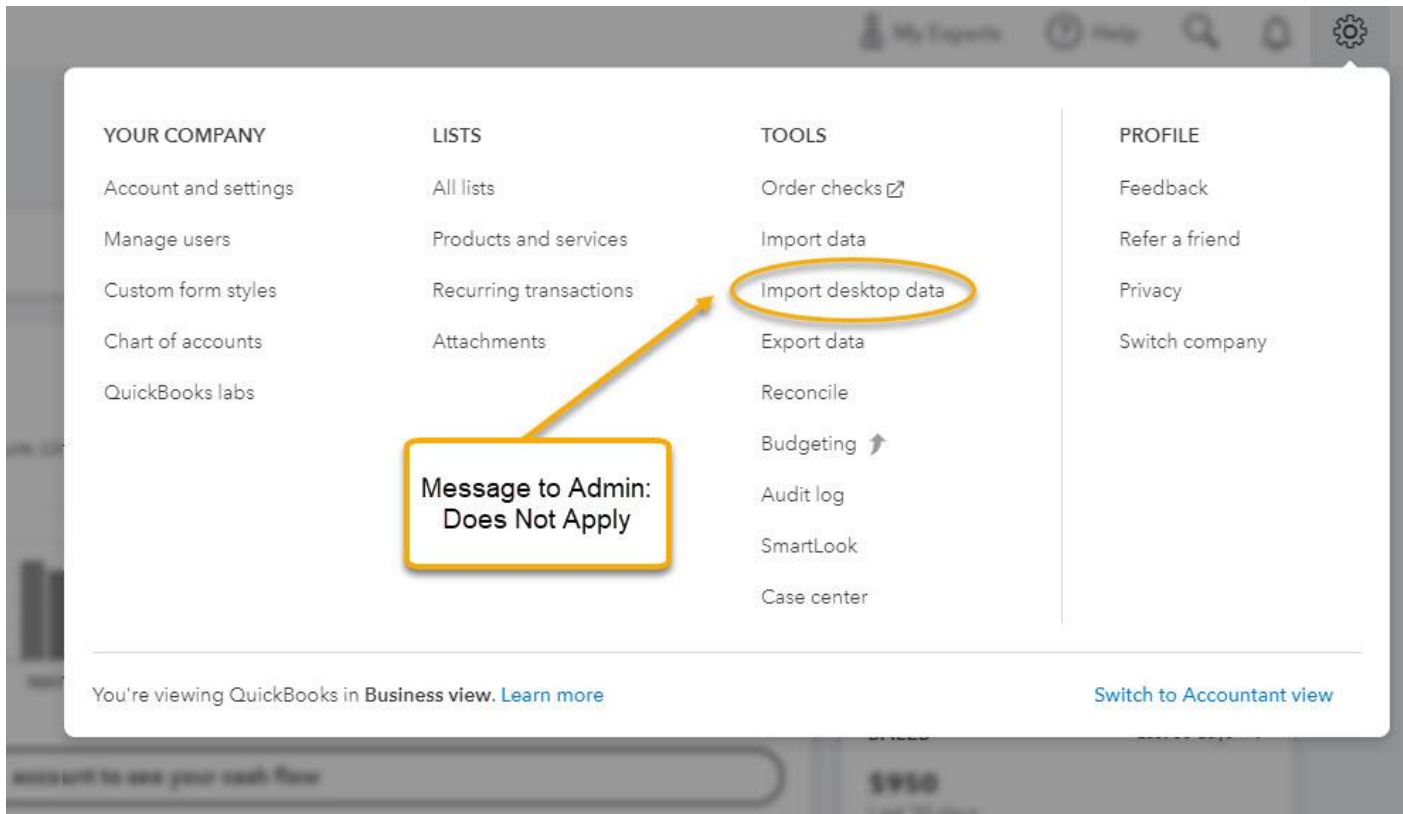 My Experts
Help
YOUR COMPANY
Account and settings
Manage users
Custom form styles
Chart of accounts
QuickBooks labs
LISTS
All lists
Products and services
Recurring transactions
Attachments
TOOLS
Order checks
Import data
Import desktop data
Export data
Reconcile
Budgeting
Audit log
SmartLook
Case center
PROFILE
Feedback
Refer a friend
Privacy
Switch company
Message to Admin:
Does Not Apply
You're viewing QuickBooks in Business view. Learn more
Switch to Accountant view
account to see your cash flow
$950